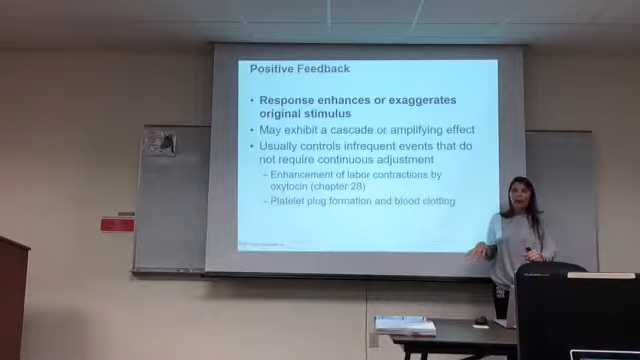 Positive Feedback
• Response enhances or exaggerates
original stimulus
• May exhibit a cascade or amplifying effect
• Usually controls infrequent events that do
not require continuous adjustment
– Enhancement of labor contractions by
oxytocin (chapter 28)
– Platelet plug formation and blood clotting